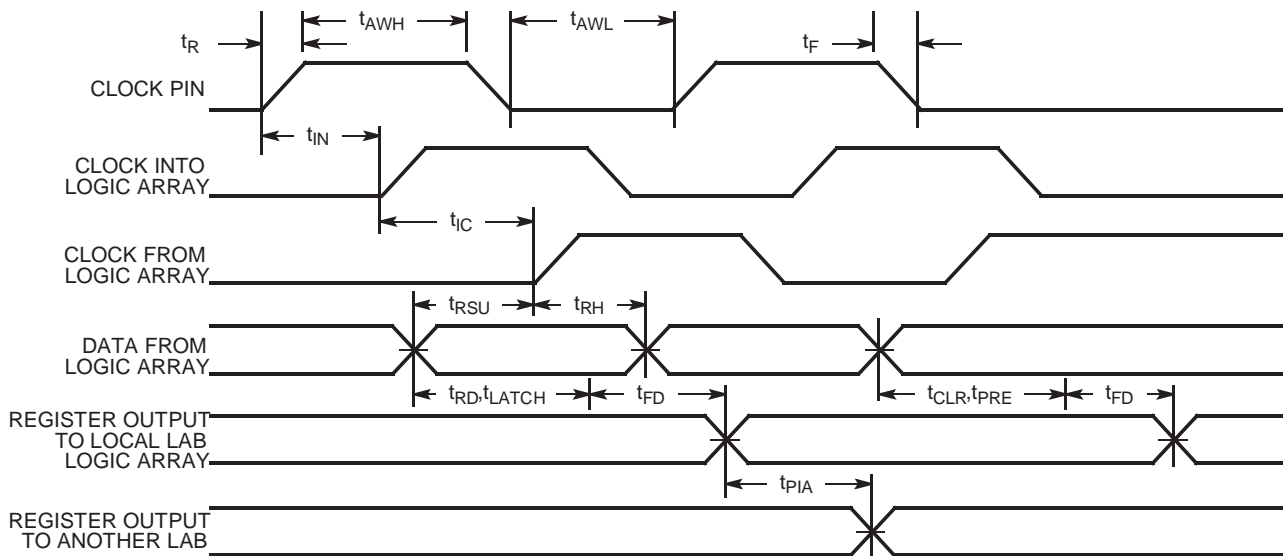 tR
tAWH
tAWL
tF
CLOCK PIN
tIN
CLOCK INTO
LOGIC ARRAY
tIC
CLOCK FROM
LOGIC ARRAY
tRSU
tRH
DATA FROM
LOGIC ARRAY
tRD,tLATCH
tFD
tCLR,tPRE
tFD
REGISTER OUTPUT
TO LOCAL LAB
LOGIC ARRAY
tPIA
REGISTER OUTPUT
TO ANOTHER LAB